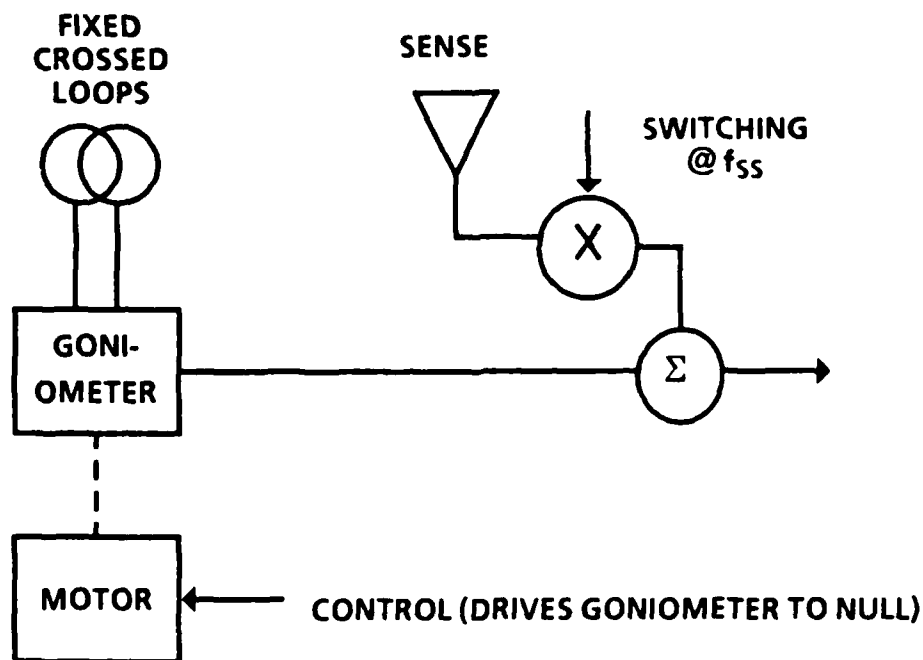 FIXED
CROSSED
LOOPS
SENSE
SWITCHING
@ fSS
X
GONI-
OMETER
Σ
MOTOR
CONTROL (DRIVES GONIOMETER TO NULL)